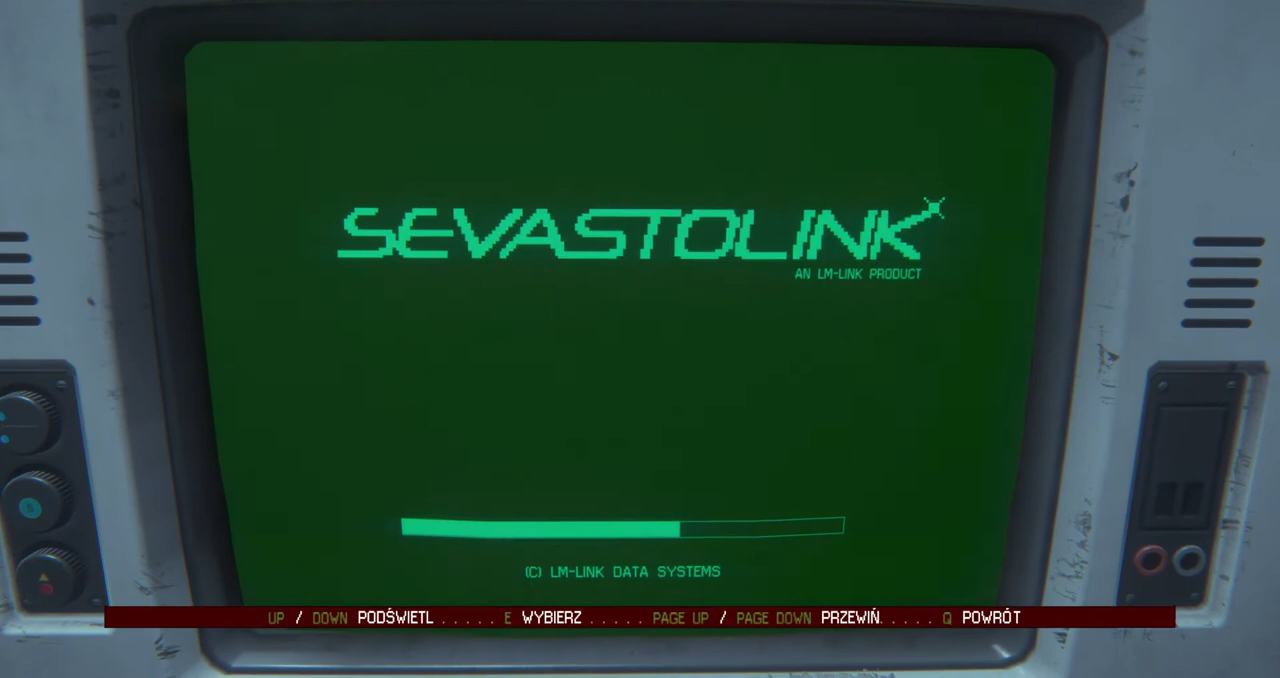 SEVASTOLINK
AN LM-LINK PRODUCT
(C) LM-LINK DATA SYSTEMS
UP / DOWN PODŚWIETL ..... E WYBIERZ ..... PAGE UP / PAGE DOWN PRZEWIŃ ..... Q POWRÓT